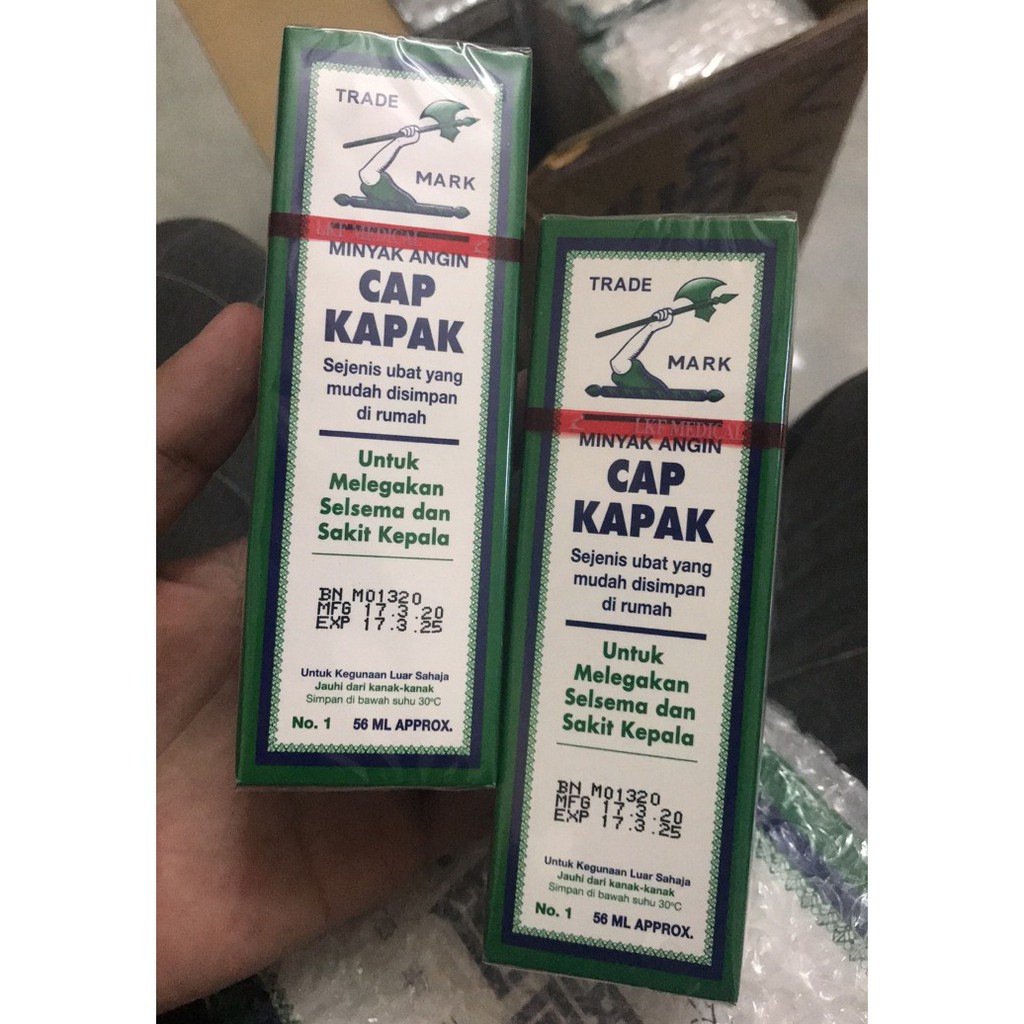 TRADE
MARK
LKF MEDICAL
MINYAK ANGIN
CAP
KAPAK
Sejenis ubat yang
mudah disimpan
di rumah
Untuk
Melegakan
Selsema dan
Sakit Kepala
BN M01320
MFG 17.3.20
EXP 17.3.25
Untuk Kegunaan Luar Sahaja
Jauhi dari kanak-kanak
Simpan di bawah suhu 30°C
No. 1 56 ML APPROX.
TRADE
MARK
LKF MEDICAL
MINYAK ANGIN
CAP
KAPAK
Sejenis ubat yang
mudah disimpan
di rumah
Untuk
Melegakan
Selsema dan
Sakit Kepala
BN M01320
MFG 17.3.20
EXP 17.3.25
Untuk Kegunaan Luar Sahaja
Jauhi dari kanak-kanak
Simpan di bawah suhu 30°C
No. 1 56 ML APPROX.